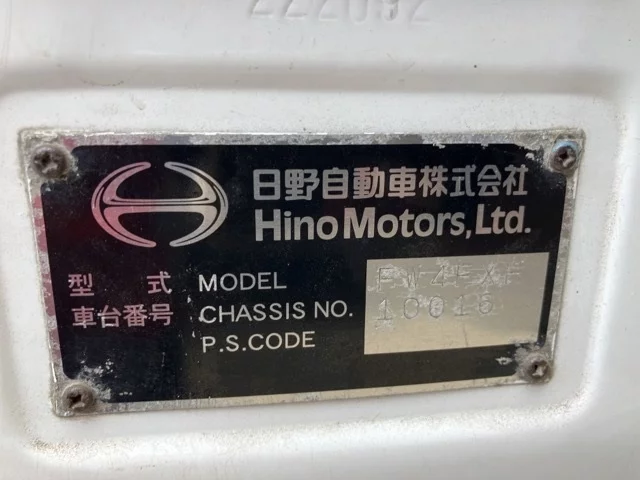 日野自動車株式会社
Hino Motors, Ltd.
型 式 MODEL
車台番号 CHASSIS NO. 10016
P.S.CODE